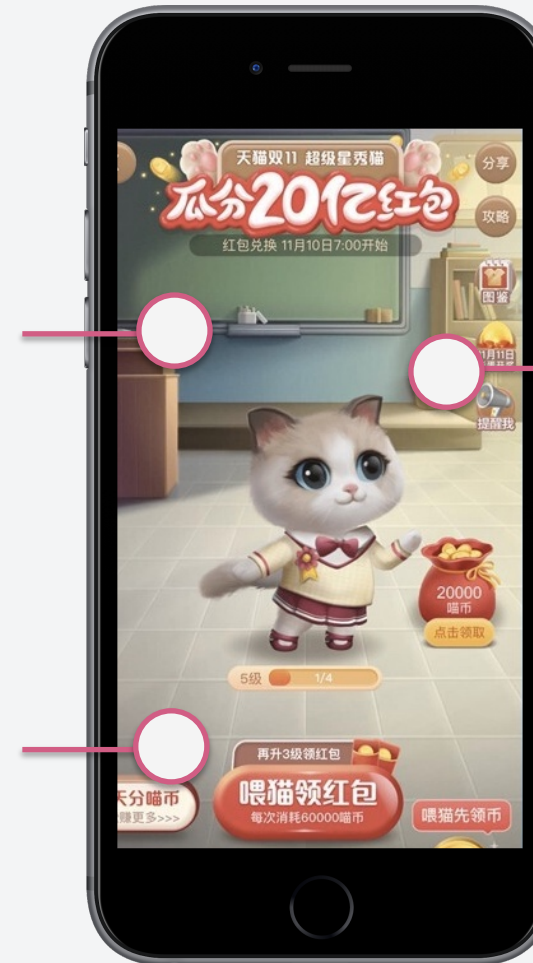 天猫双11 超级星秀猫
瓜分20亿红包
红包兑换 11月10日7:00开始
分享
攻略
图鉴
1月11日
提醒我
20000
喵币
点击领取
5级
1/4
再升3级领红包
喂猫领红包
每次消耗60000喵币
天分喵币
赚更多>>>
喂猫先领币